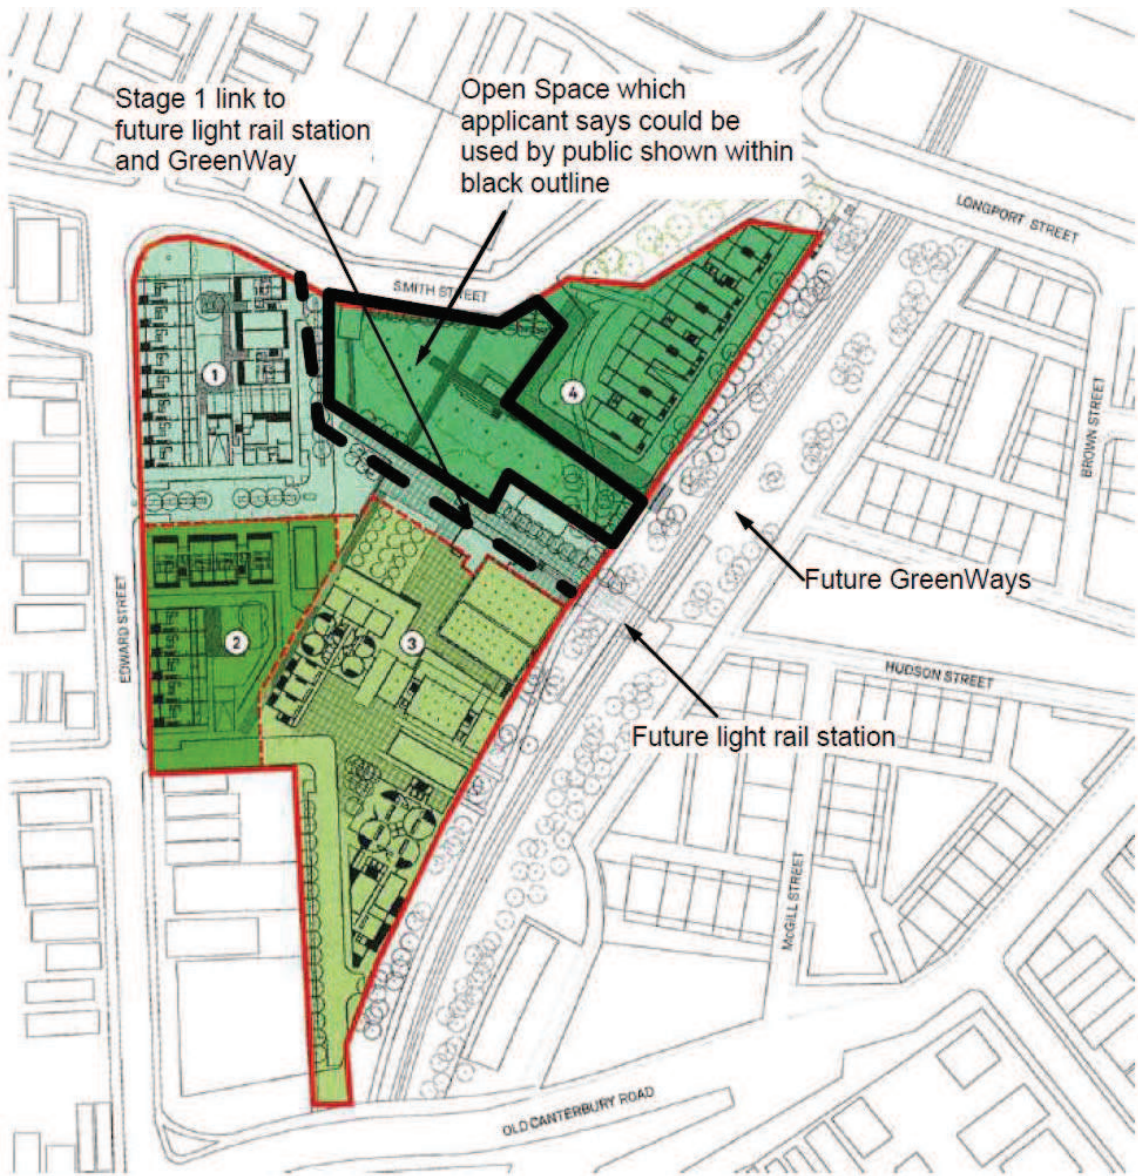 Stage 1 link to
future light rail station
and GreenWay
Open Space which
applicant says could be
used by public shown within
black outline
LONGPORT STREET
SMITH STREET
1
4
BROWN STREET
Future GreenWays
EDWARD STREET
2
3
HUDSON STREET
Future light rail station
McGILL STREET
OLD CANTERBURY ROAD